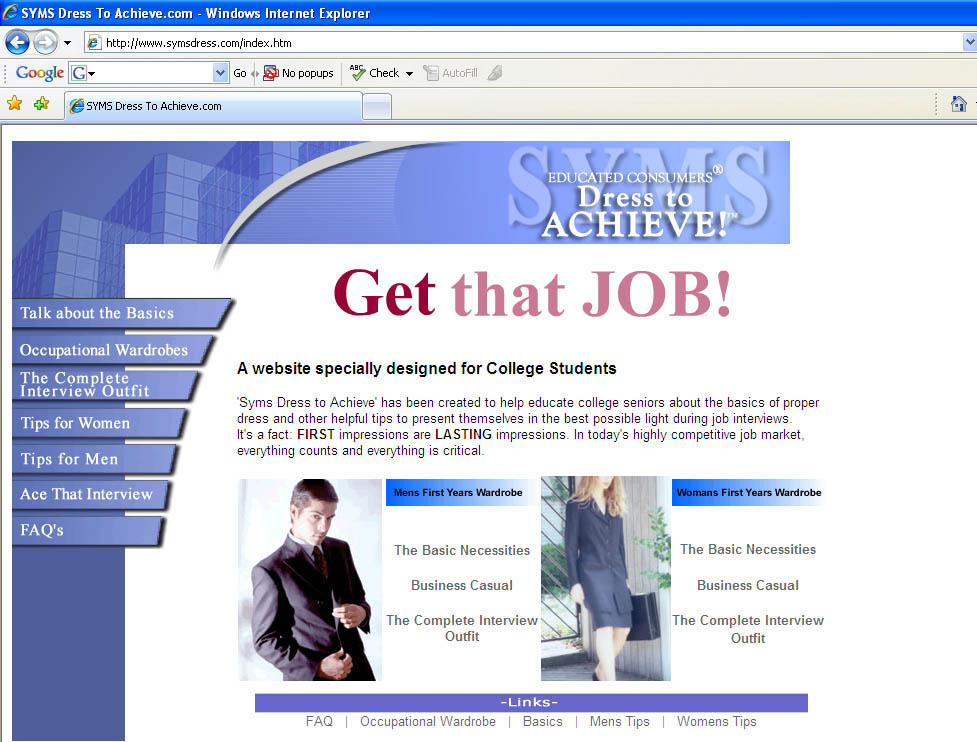 SYMS Dress To Achieve.com - Windows Internet Explorer
http://www.symsdress.com/index.htm
Google G Go No popups ABC Check AutoFill
SYMS Dress To Achieve.com
SYMS
EDUCATED CONSUMERS®
Dress to
ACHIEVE!™
Get that JOB!
Talk about the Basics
Occupational Wardrobes
The Complete
Interview Outfit
Tips for Women
Tips for Men
Ace That Interview
FAQ's
A website specially designed for College Students
'Syms Dress to Achieve' has been created to help educate college seniors about the basics of proper
dress and other helpful tips to present themselves in the best possible light during job interviews.
It's a fact: FIRST impressions are LASTING impressions. In today's highly competitive job market,
everything counts and everything is critical.
Mens First Years Wardrobe
The Basic Necessities
Business Casual
The Complete Interview
Outfit
Womans First Years Wardrobe
The Basic Necessities
Business Casual
The Complete Interview
Outfit
-Links-
FAQ | Occupational Wardrobe | Basics | Mens Tips | Womens Tips